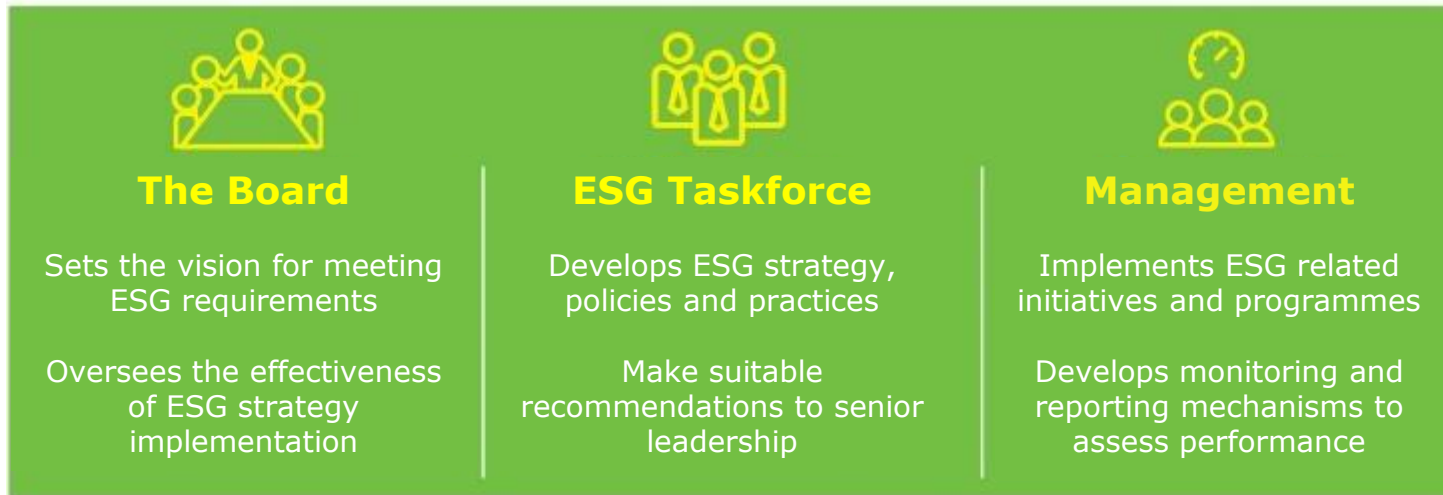 The Board
Sets the vision for meeting
ESG requirements
Oversees the effectiveness
of ESG strategy
implementation
ESG Taskforce
Develops ESG strategy,
policies and practices
Make suitable
recommendations to senior
leadership
Management
Implements ESG related
initiatives and programmes
Develops monitoring and
reporting mechanisms to
assess performance